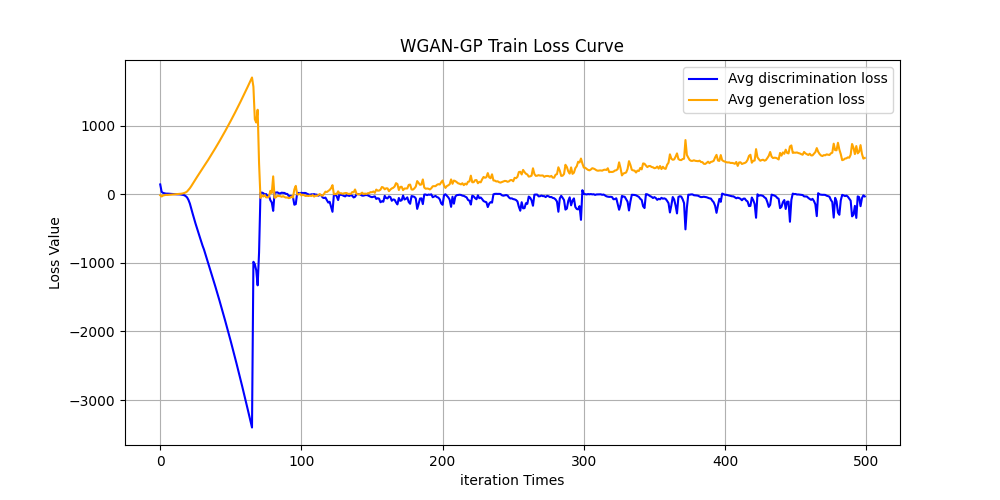 WGAN-GP Train Loss Curve
Avg discrimination loss
Avg generation loss
1000
0
−1000
−2000
−3000
Loss Value
0 100 200 300 400 500
iteration Times